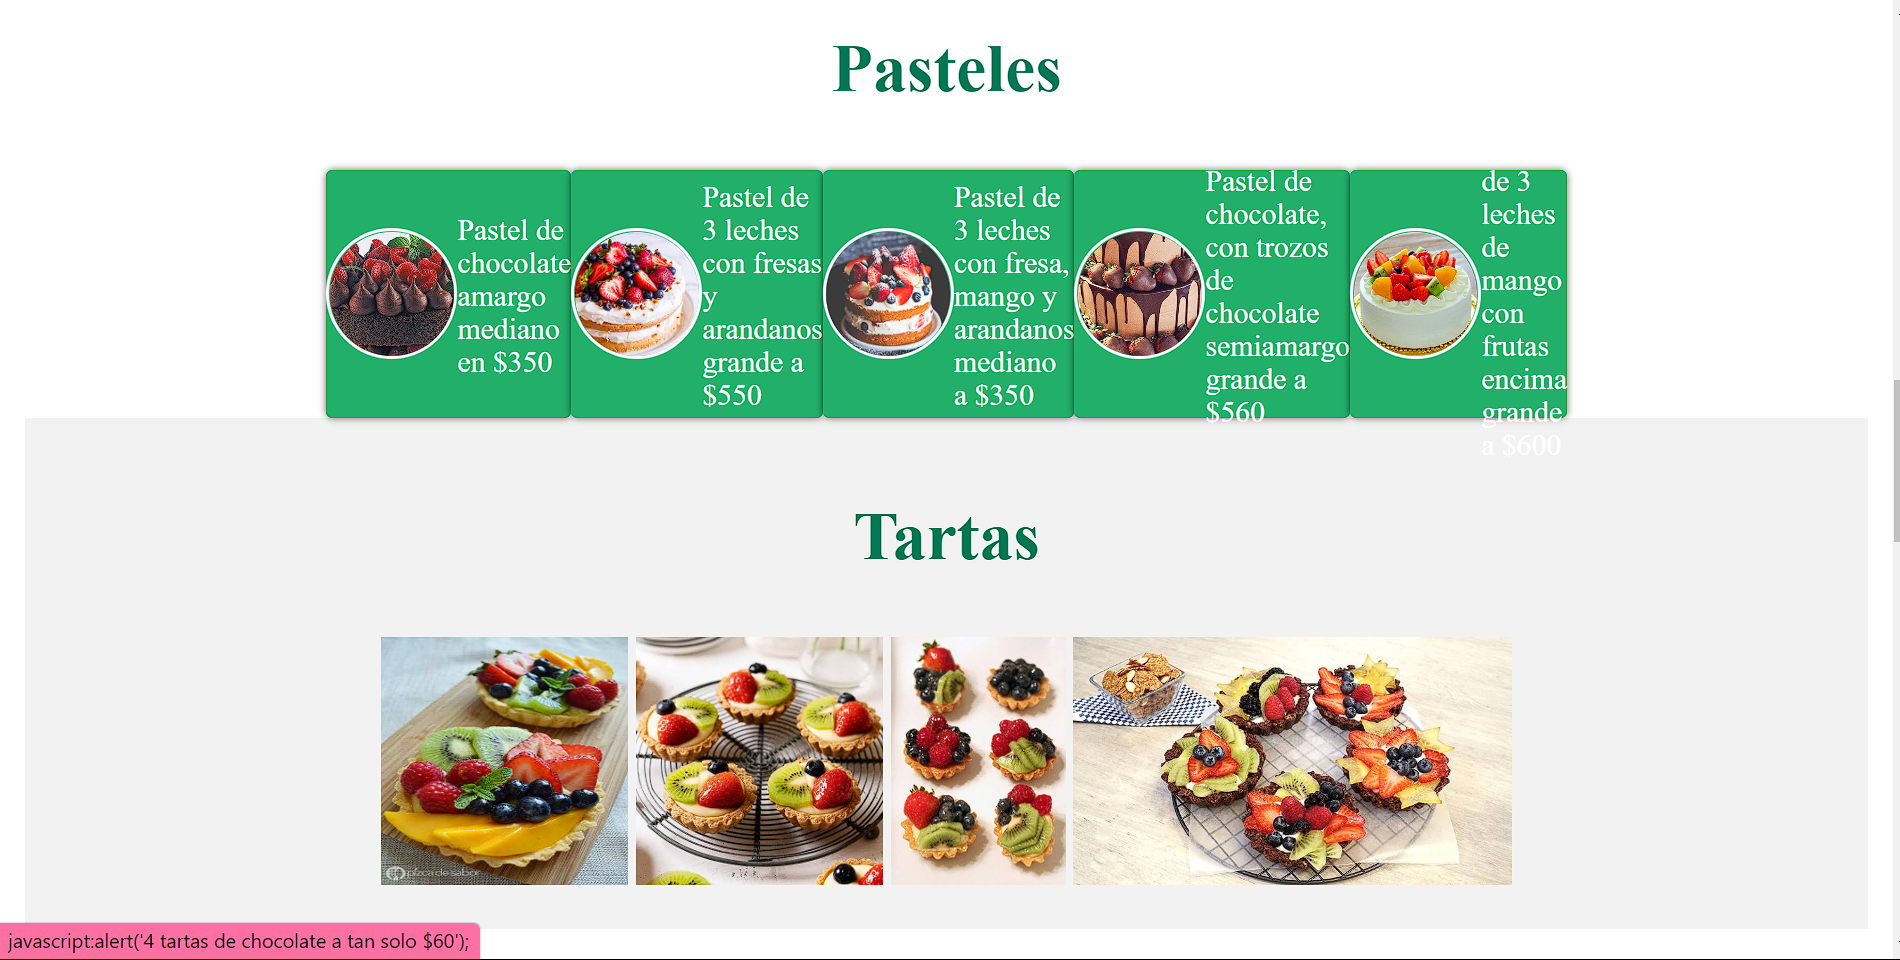 Pasteles
Pastel de
chocolate
amargo
mediano
en $350
Pastel de
3 leches
con fresas
y
arandanos
grande a
$550
Pastel de
3 leches
con fresa,
mango y
arandanos
mediano
a $350
Pastel de
chocolate,
con trozos
de
chocolate
semiamargo
grande a
$560
de 3
leches
de
mango
con
frutas
encima
grande
a $600
Tartas
pizca de sabor
javascript:alert('4 tartas de chocolate a tan solo $60');